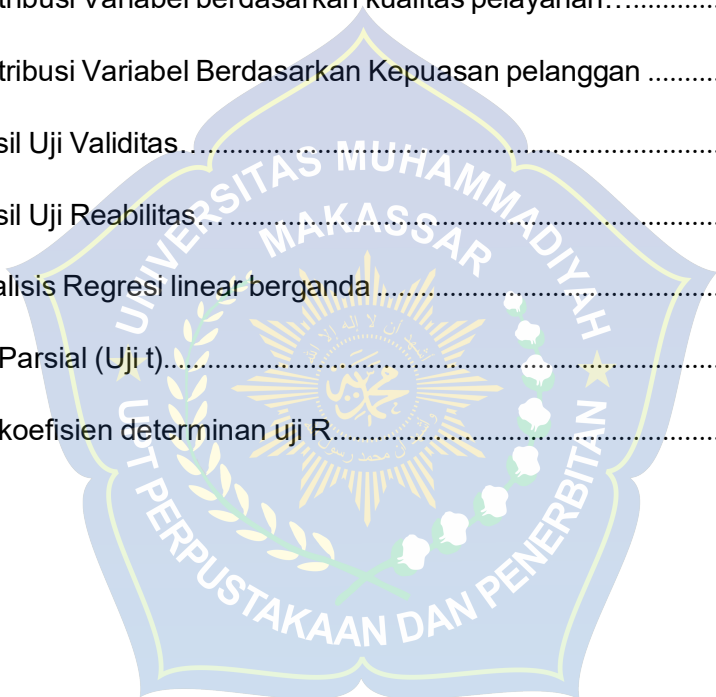 tribusi Variabel berdasarkan kualitas pelayanan…............
tribusi Variabel Berdasarkan Kepuasan pelanggan ..........
sil Uji Validitas…..............................................................................
sil Uji Reabilitas… ...........................................................................
alisis Regresi linear berganda ....................................................
Parsial (Uji t).....................................................................................
koefisien determinan uji R...........................................................
UNIVERSITAS MUHAMMADIYAH
MAKASSAR
UPT PERPUSTAKAAN DAN PENERBITAN